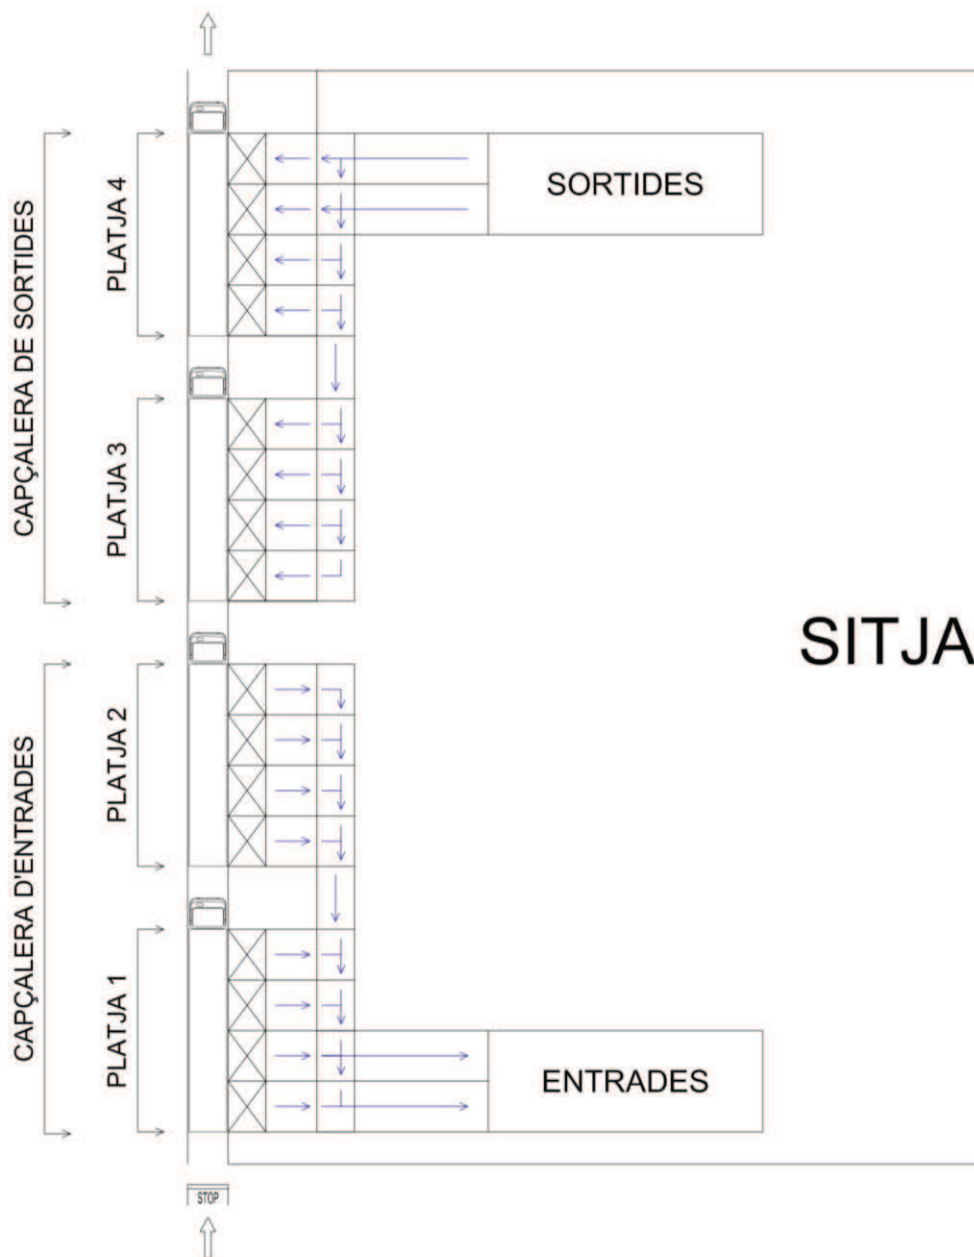 CAPÇALERA DE SORTIDES
PLATJA 4
SORTIDES
PLATJA 3
SITJA
CAPÇALERA D'ENTRADES
PLATJA 2
PLATJA 1
ENTRADES
STOP